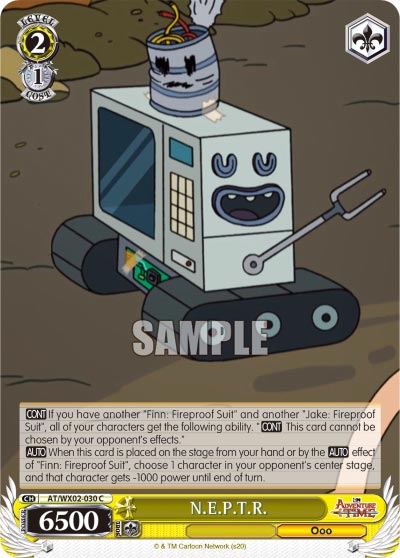 LEVEL
2
1
COST
SAMPLE
CONT If you have another "Finn: Fireproof Suit" and another "Jake: Fireproof
Suit", all of your characters get the following ability. "CONT This card cannot
be chosen by your opponent's effects."
AUTO When this card is placed on the stage from your hand or by the AUTO effect
of "Finn: Fireproof Suit", choose 1 character in your opponent's center stage,
and that character gets -1000 power until end of turn.
CH AT/WX02-030 C
N.E.P.T.R.
POWER
6500
SOUL
ADVENTURE
TIME
Ooo
© & TM Cartoon Network (s20)